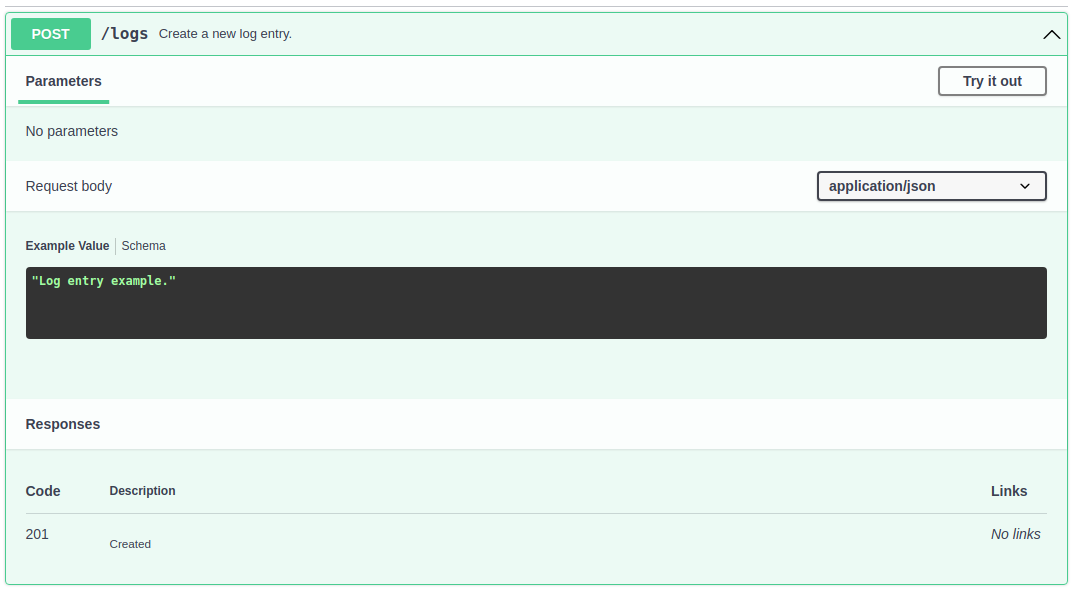 POST /logs Create a new log entry.
Parameters Try it out
No parameters
Request body application/json
Example Value Schema
"Log entry example."
Responses
Code Description Links
201 Created No links